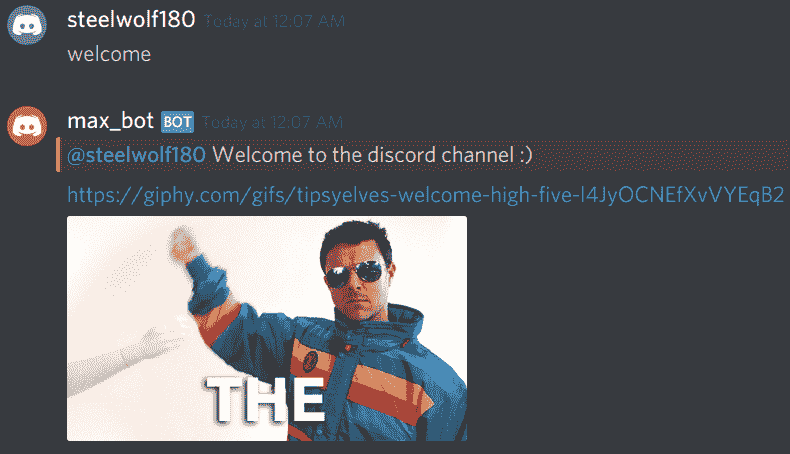 steelwolf180 Today at 12:07 AM
welcome
max_bot BOT Today at 12:07 AM
@steelwolf180 Welcome to the discord channel :)
https://giphy.com/gifs/tipsyelves-welcome-high-five-l4JyOCNEfXvVYEqB2
THE